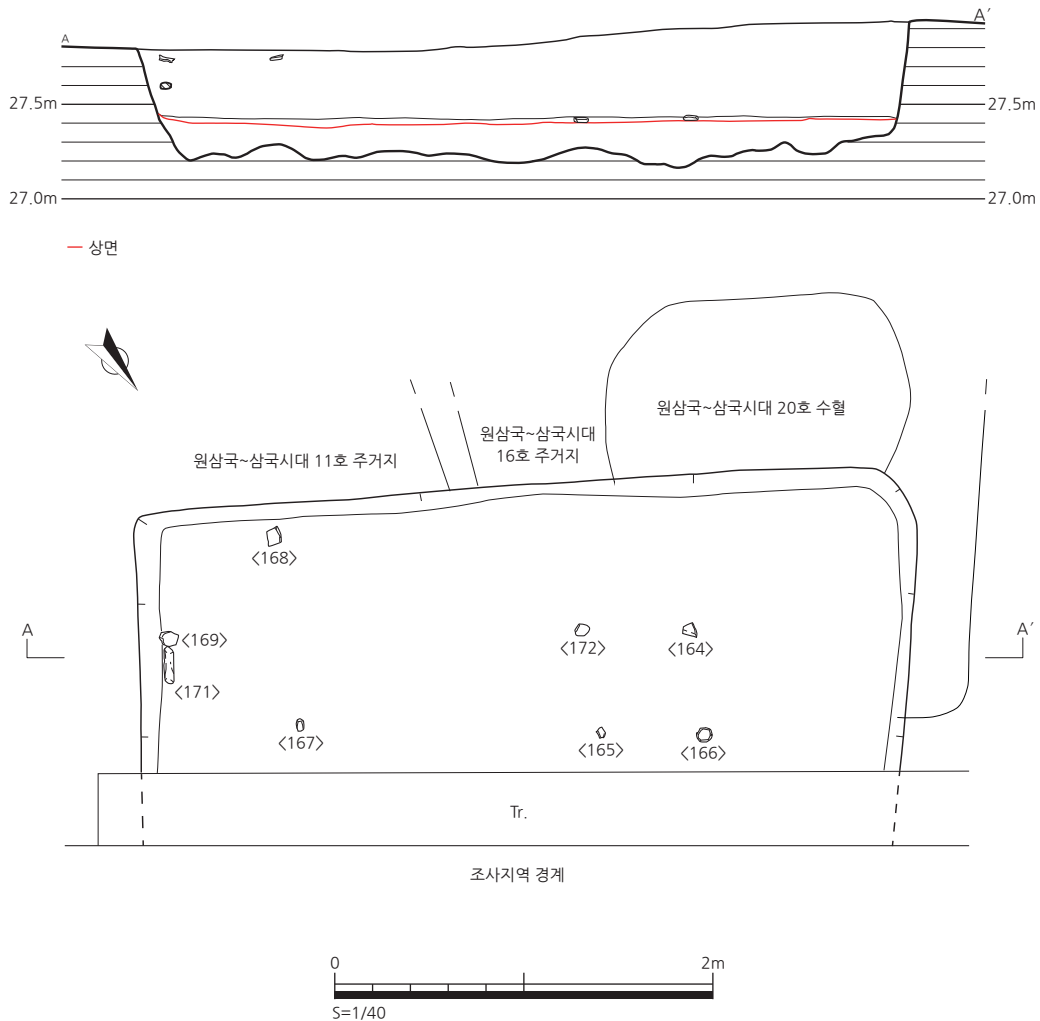 A
A′
27.5m
27.5m
27.0m
27.0m
상면
원삼국~삼국시대 20호 수혈
원삼국~삼국시대
16호 주거지
원삼국~삼국시대 11호 주거지
<168>
A
A′
<169>
<172>
<164>
<171>
<167>
<165>
<166>
Tr.
조사지역 경계
0
2m
S=1/40